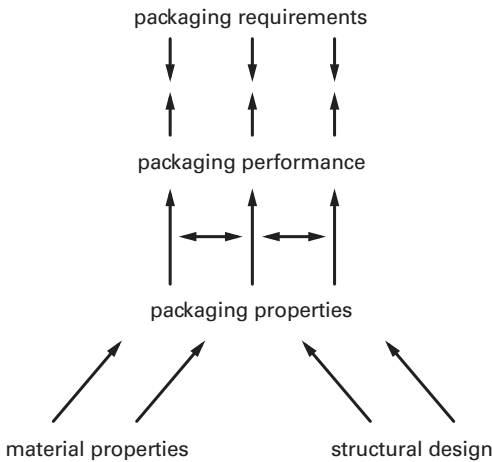 packaging requirements
packaging performance
packaging properties
material properties
structural design